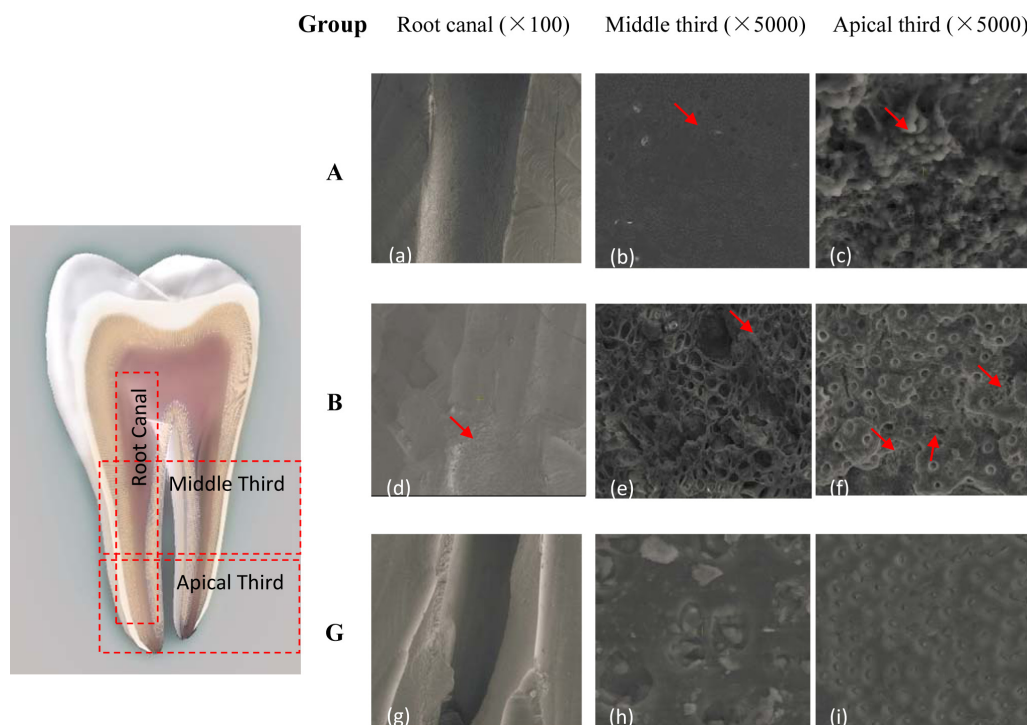 Group Root canal (×100) Middle third (×5000) Apical third (×5000)
A
(a) (b) (c)
B
(d) (e) (f)
Root Canal
Middle Third
Apical Third
G
(g) (h) (i)